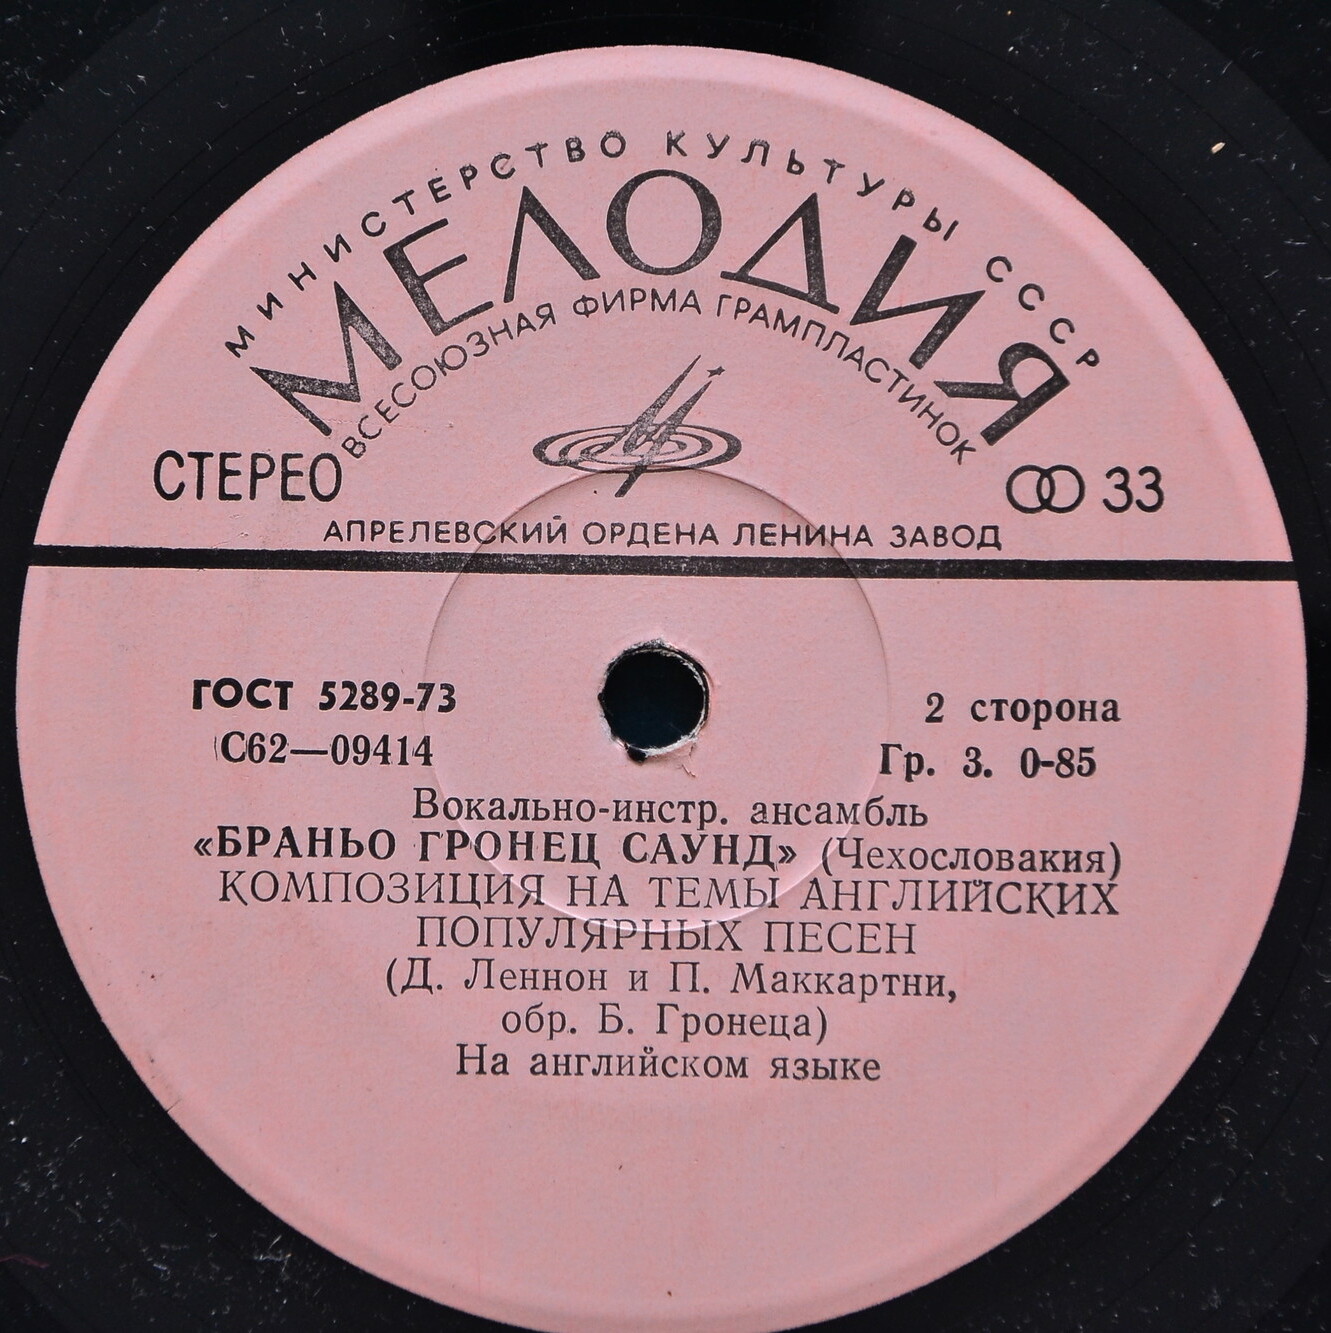 МИНИСТЕРСТВО КУЛЬТУРЫ СССР
МЕЛОДИЯ
ВСЕСОЮЗНАЯ ФИРМА ГРАМПЛАСТИНОК
СТЕРЕО
33
АПРЕЛЕВСКИЙ ОРДЕНА ЛЕНИНА ЗАВОД
ГОСТ 5289-73
2 сторона
С62—09414
Гр. 3. 0-85
Вокально-инстр. ансамбль
«БРАНЬО ГРОНЕЦ САУНД» (Чехословакия)
КОМПОЗИЦИЯ НА ТЕМЫ АНГЛИЙСКИХ
ПОПУЛЯРНЫХ ПЕСЕН
(Д. Леннон и П. Маккартни,
обр. Б. Гронеца)
На английском языке